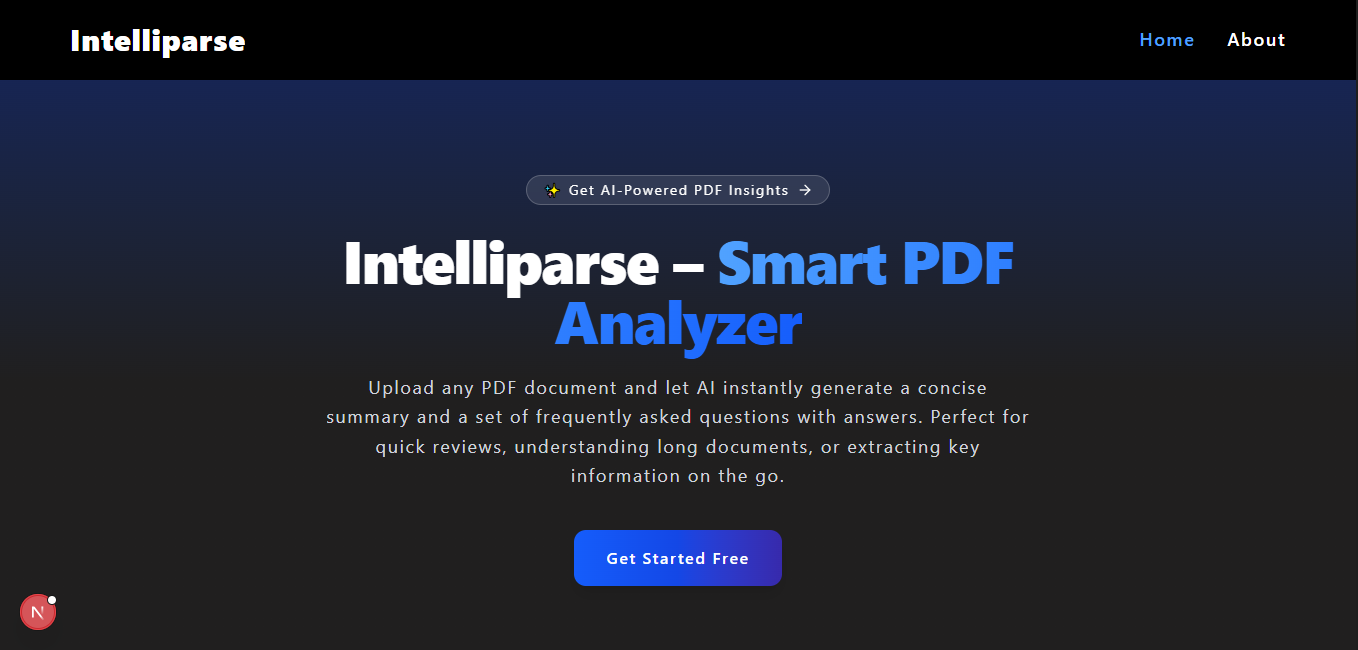 Intelliparse
Home About
✨ Get AI-Powered PDF Insights →
Intelliparse – Smart PDF
Analyzer
Upload any PDF document and let AI instantly generate a concise
summary and a set of frequently asked questions with answers. Perfect for
quick reviews, understanding long documents, or extracting key
information on the go.
Get Started Free
N